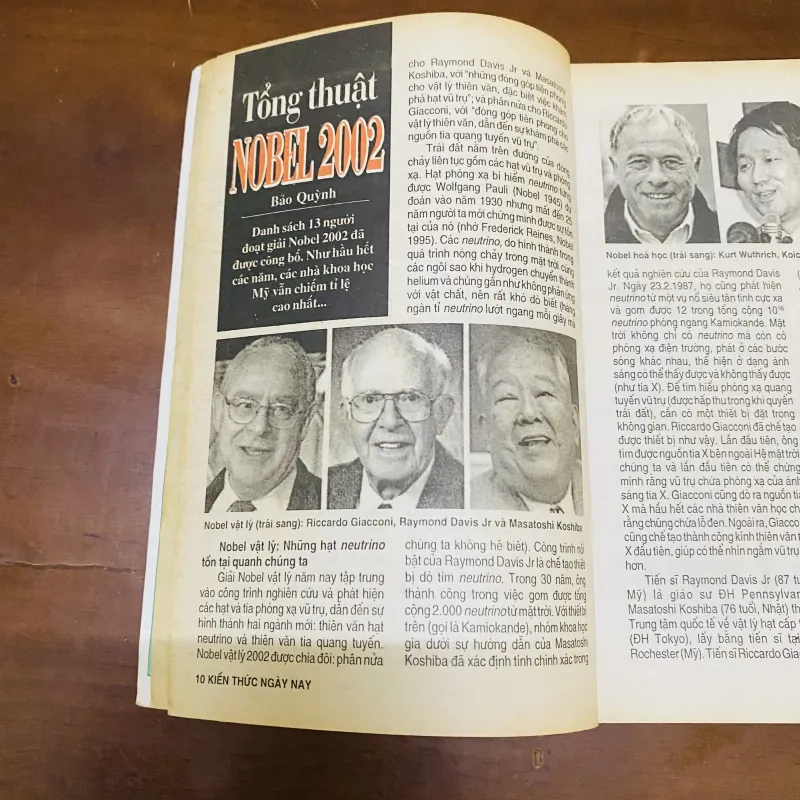 Tổng thuật
NOBEL 2002
Bảo Quỳnh
Danh sách 13 người
đoạt giải Nobel 2002 đã
được công bố. Như hầu hết
các năm, các nhà khoa học
Mỹ vẫn chiếm tỉ lệ
cao nhất...
Nobel vật lý (trái sang): Riccardo Giacconi, Raymond Davis Jr và Masatoshi Koshiba
Nobel vật lý: Những hạt neutrino
tồn tại quanh chúng ta
Giải Nobel vật lý năm nay tập trung
vào công trình nghiên cứu và phát hiện
các hạt và tia phóng xạ vũ trụ, dẫn đến sự
hình thành hai ngành mới: thiên văn hạt
neutrino và thiên văn tia quang tuyến.
Nobel vật lý 2002 được chia đôi: phân nửa
cho Raymond Davis Jr và Masatoshi
Koshiba, với "những đóng góp tiên phong
cho vật lý thiên văn, đặc biệt việc khám
phá hạt vũ trụ"; và phân nửa cho Riccardo
Giacconi, với "đóng góp tiên phong cho
vật lý thiên văn, dẫn đến sự khám phá các
nguồn tia quang tuyến vũ trụ".
Trái đất nằm trên đường của dòng
chảy liên tục gồm các hạt vũ trụ và phóng
xạ. Hạt phóng xạ bí hiểm neutrino từng
được Wolfgang Pauli (Nobel 1945) dự
đoán vào năm 1930 nhưng mất đến 25
năm người ta mới chứng minh được sự tồn
tại của nó (nhờ Frederick Reines, Nobel
1995). Các neutrino, do hình thành trong
quá trình nóng chảy trong mặt trời cùng
các ngôi sao khi hydrogen chuyển thành
helium và chúng gần như không phản ứng
với vật chất, nên rất khó dò biết (hàng
ngàn tỉ neutrino lướt ngang mỗi giây mà
chúng ta không hề biết). Công trình nổi
bật của Raymond Davis Jr là chế tạo thiết
bị dò tìm neutrino. Trong 30 năm, ông
thành công trong việc gom được tổng
cộng 2.000 neutrino từ mặt trời. Với thiết bị
trên (gọi là Kamiokande), nhóm khoa học
gia dưới sự hướng dẫn của Masatoshi
Koshiba đã xác định tính chính xác trong
10 KIẾN THỨC NGÀY NAY
Nobel hoá học (trái sang): Kurt Wuthrich, Koic
kết quả nghiên cứu của Raymond Davis
Jr. Ngày 23.2.1987, họ cũng phát hiện
neutrino từ một vụ nổ siêu tân tinh cực xa
và gom được 12 trong tổng cộng 10¹⁶
neutrino phóng ngang Kamiokande. Mặt
trời không chỉ có neutrino mà còn có
phóng xạ điện trường, phát ở các bước
sóng khác nhau, thể hiện ở dạng ánh
sáng có thể thấy được và không thấy được
(như tia X). Để tìm hiểu phóng xạ quang
tuyến vũ trụ (được hấp thu trong khí quyển
trái đất), cần có một thiết bị đặt trong
không gian. Riccardo Giacconi đã chế tạo
được thiết bị như vậy. Lần đầu tiên, ông
tìm được nguồn tia X bên ngoài Hệ mặt trời
chúng ta và lần đầu tiên có thể chứng
minh rằng vũ trụ chứa phóng xạ của ánh
sáng tia X. Giacconi cũng dò ra nguồn tia
X mà hầu hết các nhà thiên văn học cho
rằng chúng chứa lỗ đen. Ngoài ra, Giacco
cũng chế tạo thành công kính thiên văn t
X đầu tiên, giúp có thể nhìn ngắm vũ trụ
hơn.
Tiến sĩ Raymond Davis Jr (87 tu
Mỹ) là giáo sư ĐH Pennsylvan
Masatoshi Koshiba (76 tuổi, Nhật) th
Trung tâm quốc tế về vật lý hạt cấp
(ĐH Tokyo), lấy bằng tiến sĩ tại
Rochester (Mỹ). Tiến sĩ Riccardo Giac